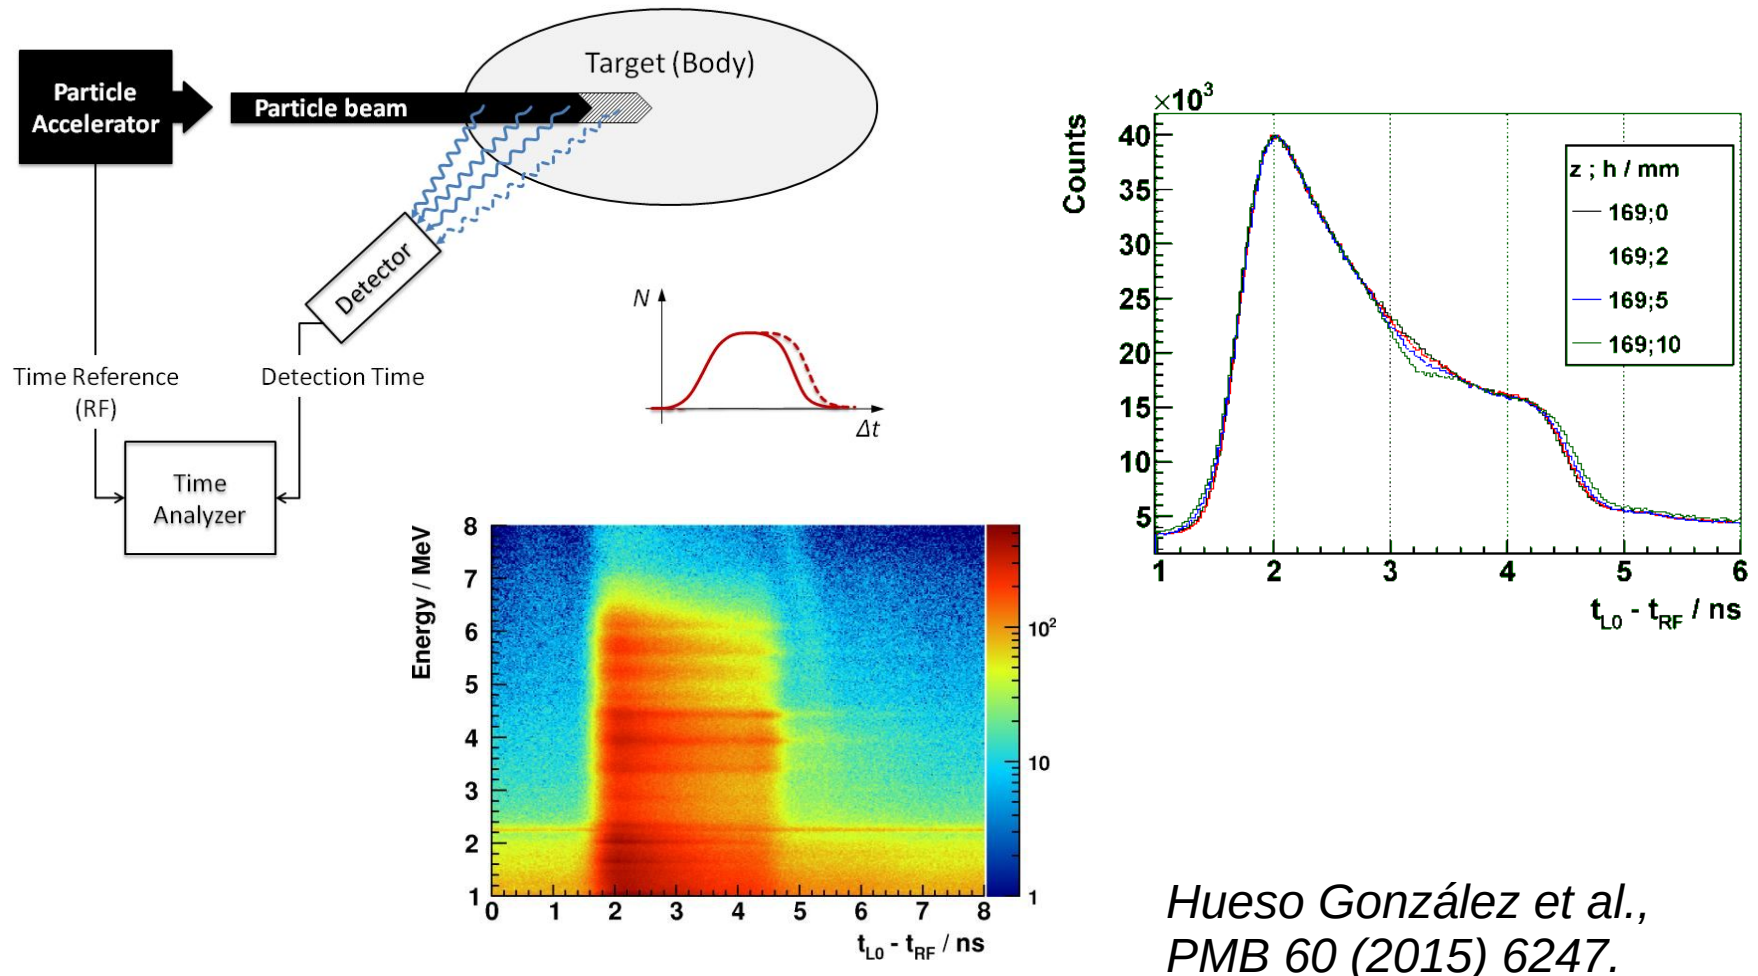 Particle
Accelerator
Particle beam
Target (Body)
Detector
Time Reference
(RF)
Detection Time
Time
Analyzer
N
Δt
×10³
Counts
40
35
30
25
20
15
10
5
1 2 3 4 5 6
t_L0 - t_RF / ns
z ; h / mm
169;0
169;2
169;5
169;10
Energy / MeV
8
7
6
5
4
3
2
1
0 1 2 3 4 5 6 7 8
t_L0 - t_RF / ns
10²
10
1
Hueso González et al.,
PMB 60 (2015) 6247.